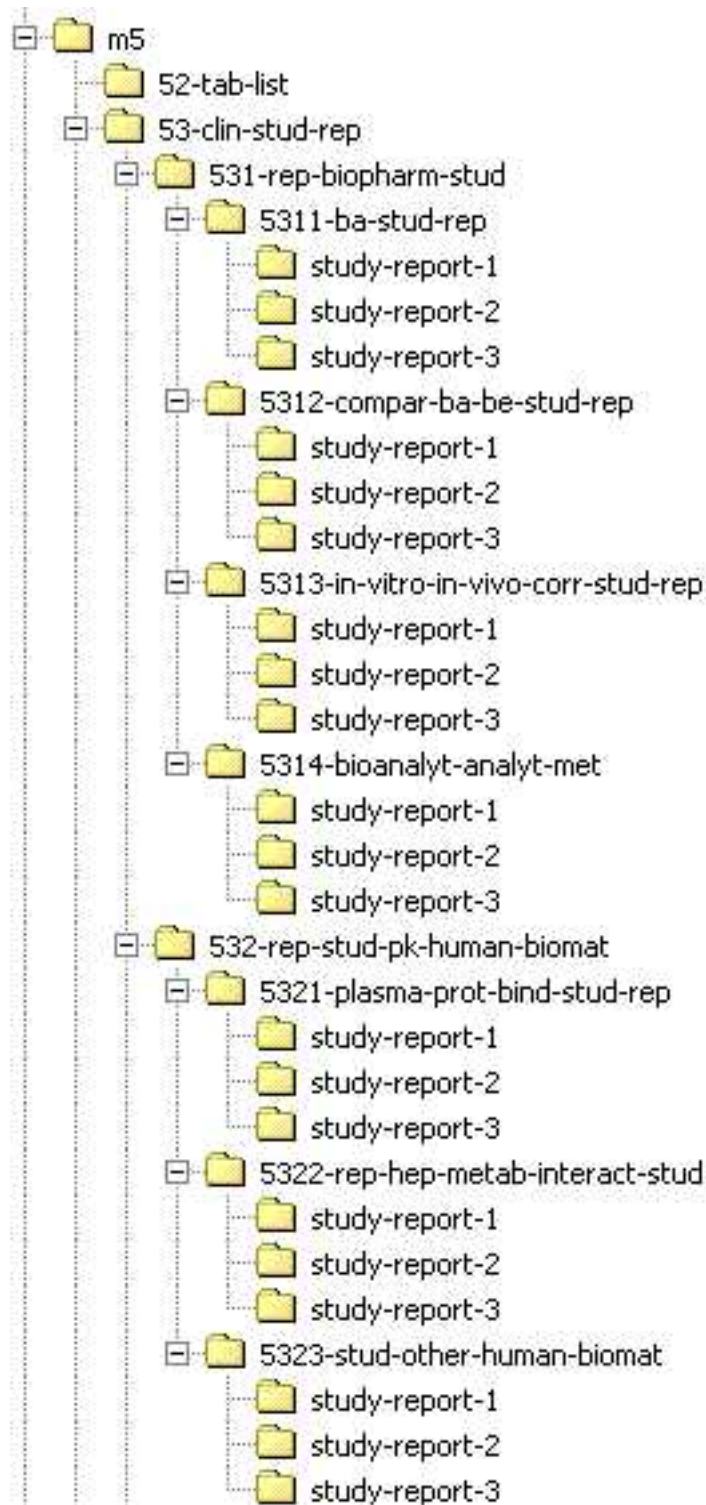 m5
52-tab-list
53-clin-stud-rep
531-rep-biopharm-stud
5311-ba-stud-rep
study-report-1
study-report-2
study-report-3
5312-compar-ba-be-stud-rep
study-report-1
study-report-2
study-report-3
5313-in-vitro-in-vivo-corr-stud-rep
study-report-1
study-report-2
study-report-3
5314-bioanalyt-analyt-met
study-report-1
study-report-2
study-report-3
532-rep-stud-pk-human-biomat
5321-plasma-prot-bind-stud-rep
study-report-1
study-report-2
study-report-3
5322-rep-hep-metab-interact-stud
study-report-1
study-report-2
study-report-3
5323-stud-other-human-biomat
study-report-1
study-report-2
study-report-3